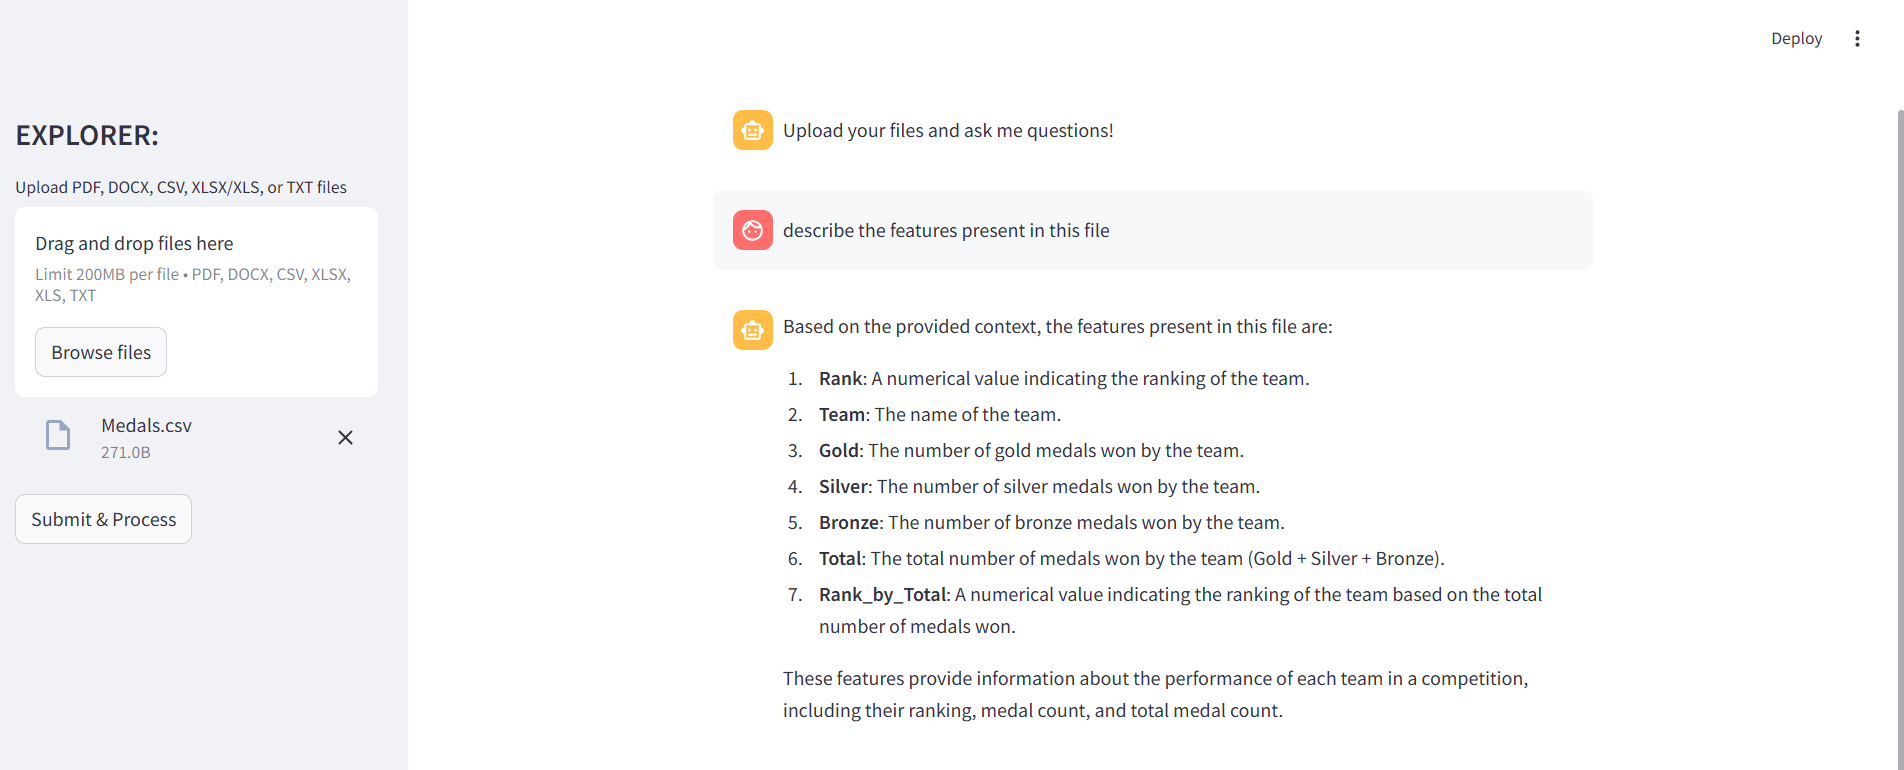 Deploy
EXPLORER:
Upload PDF, DOCX, CSV, XLSX/XLS, or TXT files
Drag and drop files here
Limit 200MB per file • PDF, DOCX, CSV, XLSX,
XLS, TXT
Browse files
Medals.csv
271.0B
Submit & Process
Upload your files and ask me questions!
describe the features present in this file
Based on the provided context, the features present in this file are:
1. Rank: A numerical value indicating the ranking of the team.
2. Team: The name of the team.
3. Gold: The number of gold medals won by the team.
4. Silver: The number of silver medals won by the team.
5. Bronze: The number of bronze medals won by the team.
6. Total: The total number of medals won by the team (Gold + Silver + Bronze).
7. Rank_by_Total: A numerical value indicating the ranking of the team based on the total
number of medals won.
These features provide information about the performance of each team in a competition,
including their ranking, medal count, and total medal count.